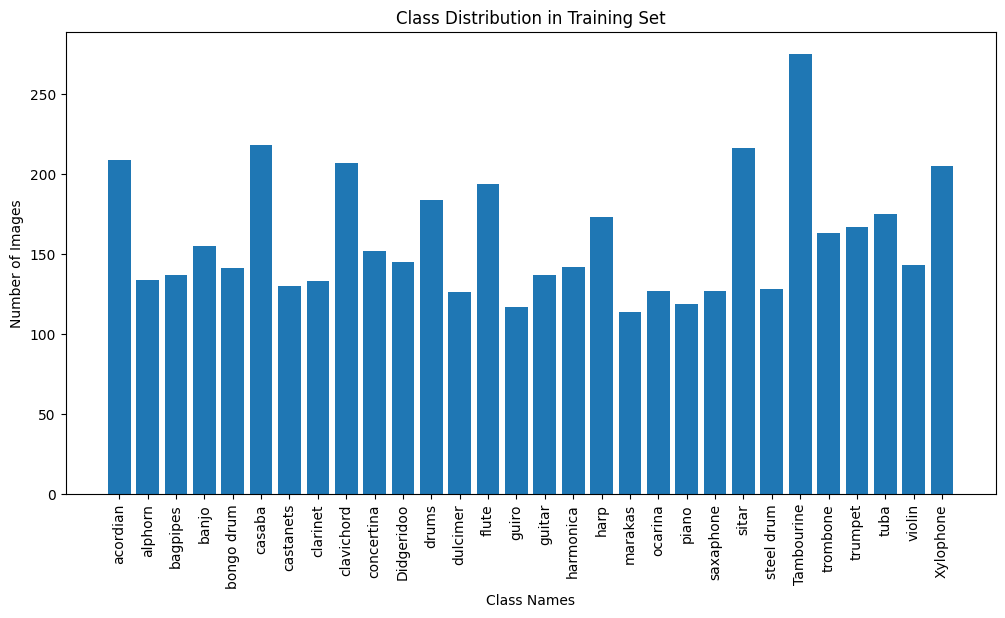 Class Distribution in Training Set
Number of Images
250
200
150
100
50
0
acordian
alphorn
bagpipes
banjo
bongo drum
casaba
castanets
clarinet
clavichord
concertina
Didgeridoo
drums
dulcimer
flute
guiro
guitar
harmonica
harp
marakas
ocarina
piano
saxaphone
sitar
steel drum
Tambourine
trombone
trumpet
tuba
violin
Xylophone
Class Names